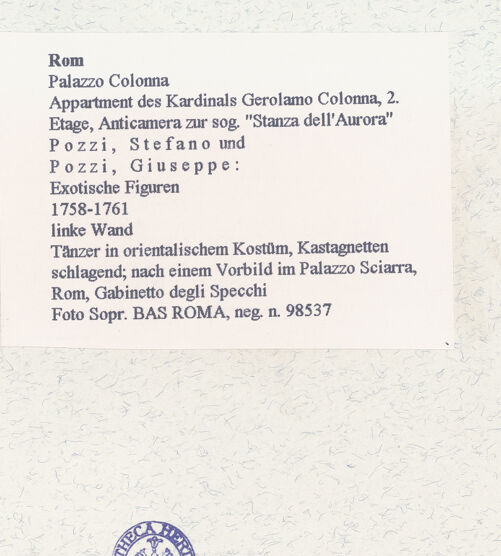 Rom
Palazzo Colonna
Appartment des Kardinals Gerolamo Colonna, 2.
Etage, Anticamera zur sog. "Stanza dell'Aurora"
Pozzi, Stefano und
Pozzi, Giuseppe:
Exotische Figuren
1758-1761
linke Wand
Tänzer in orientalischem Kostüm, Kastagnetten
schlagend; nach einem Vorbild im Palazzo Sciarra,
Rom, Gabinetto degli Specchi
Foto Sopr. BAS ROMA, neg. n. 98537